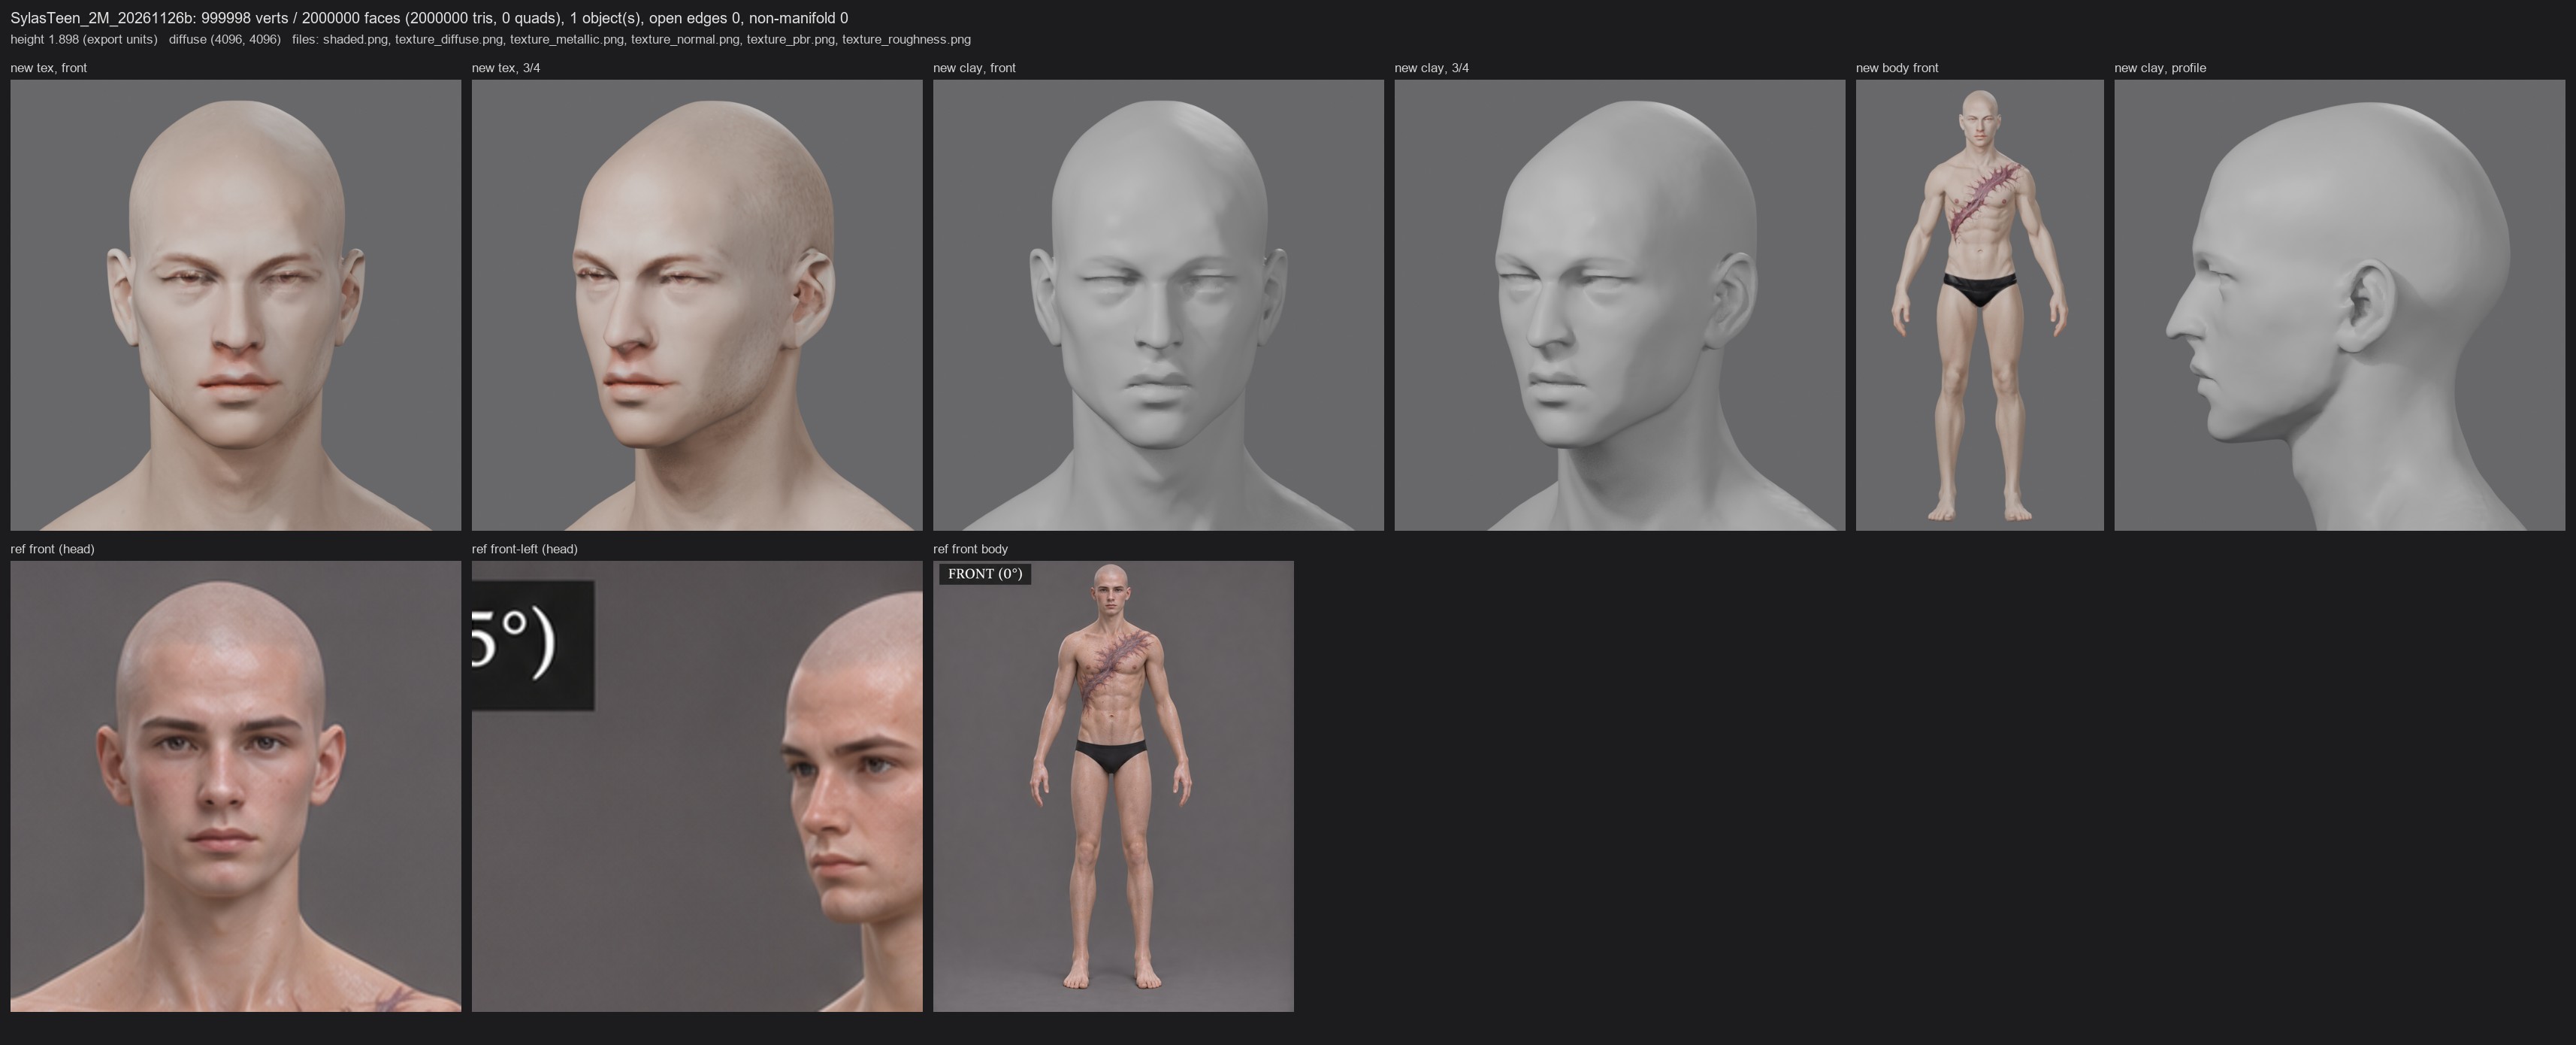 SylasTeen_2M_20261126b: 999998 verts / 2000000 faces (2000000 tris, 0 quads), 1 object(s), open edges 0, non-manifold 0
height 1.898 (export units)   diffuse (4096, 4096)   files: shaded.png, texture_diffuse.png, texture_metallic.png, texture_normal.png, texture_pbr.png, texture_roughness.png
new tex, front
new tex, 3/4
new clay, front
new clay, 3/4
new body front
new clay, profile
ref front (head)
ref front-left (head)
ref front body
5°)
FRONT (0°)